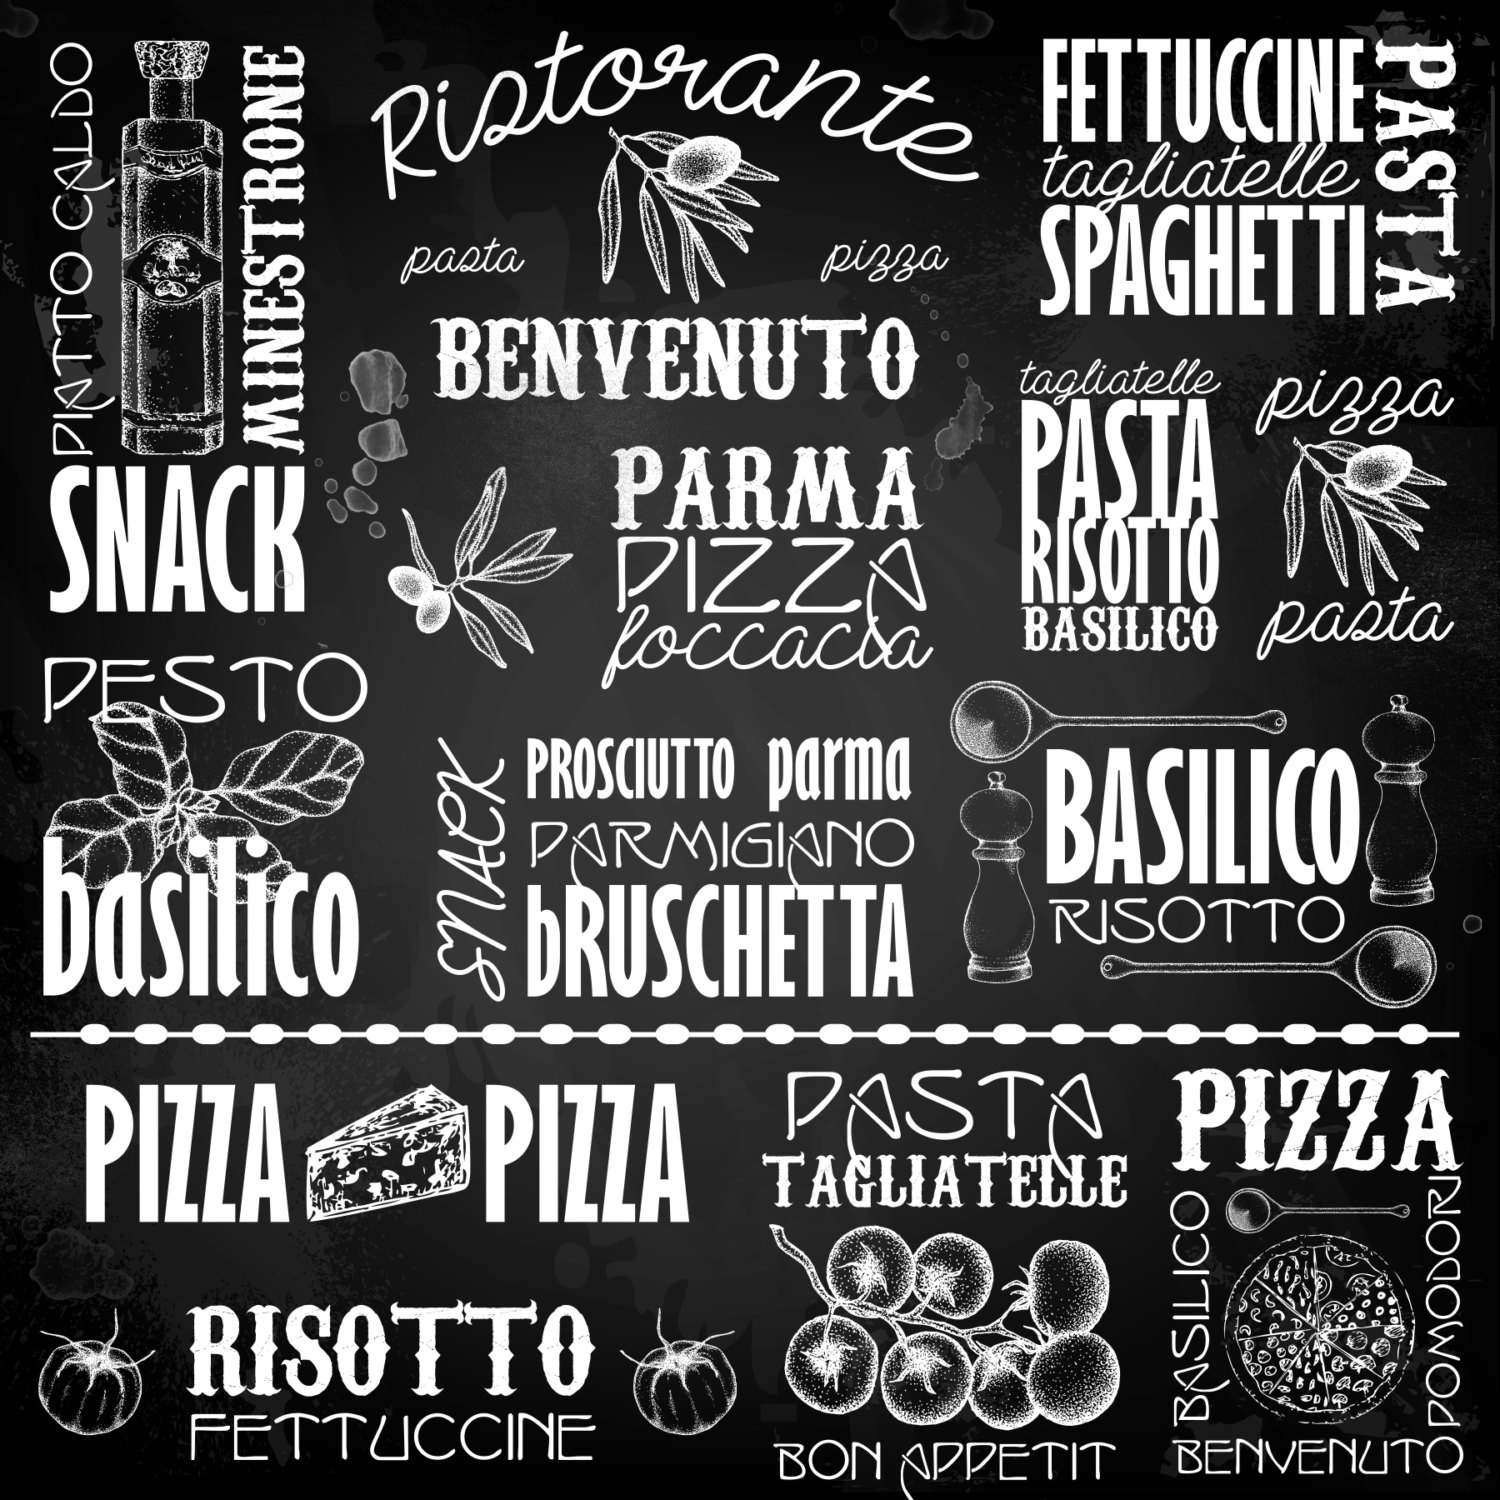 PIATTO CALDO
MINESTRONE
SNACK
Ristorante
pasta
pizza
BENVENUTO
FETTUCCINE
tagliatelle
SPAGHETTI
PASTA
PARMA
PIZZA
foccacia
tagliatelle
PASTA
RISOTTO
BASILICO
pizza
pasta
PESTO
basilico
SNACK
PROSCIUTTO parma
PARMIGIANO
bRUSCHETTA
BASILICO
RISOTTO
PIZZA PIZZA
RISOTTO
FETTUCCINE
PASTA
TAGLIATELLE
BON APPETIT
PIZZA
BASILICO
POMODORI
BENVENUTO